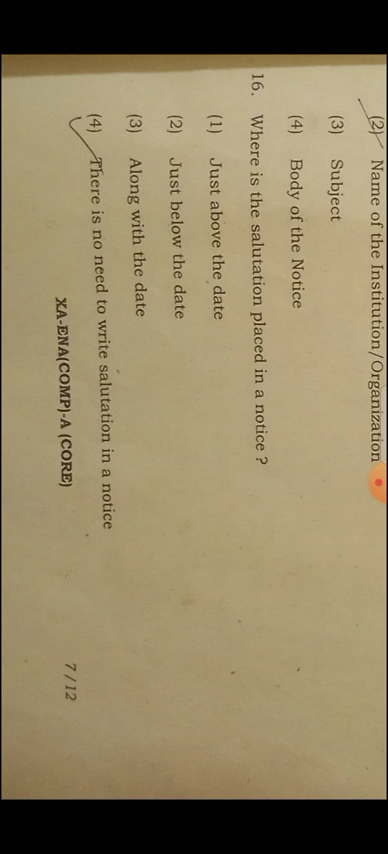 (2) Name of the Institution/Organization
(3) Subject
(4) Body of the Notice
16. Where is the salutation placed in a notice ?
(1) Just above the date
(2) Just below the date
(3) Along with the date
(4) There is no need to write salutation in a notice
XA-ENA(COMP)-A (CORE)
7/12